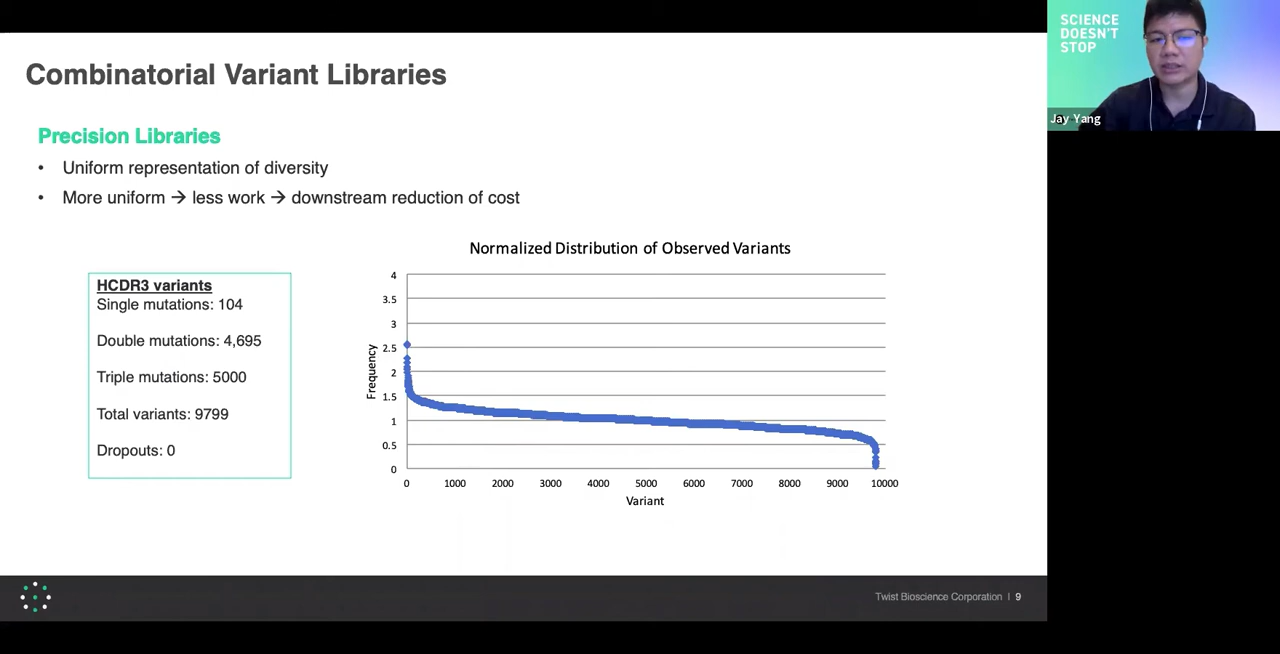 Combinatorial Variant Libraries
Precision Libraries
• Uniform representation of diversity
• More uniform → less work → downstream reduction of cost
HCDR3 variants
Single mutations: 104
Double mutations: 4,695
Triple mutations: 5000
Total variants: 9799
Dropouts: 0
Normalized Distribution of Observed Variants
Frequency
4
3.5
3
2.5
2
1.5
1
0.5
0
0 1000 2000 3000 4000 5000 6000 7000 8000 9000 10000
Variant
Twist Bioscience Corporation | 9
SCIENCE
DOESN'T
STOP
Jay Yang